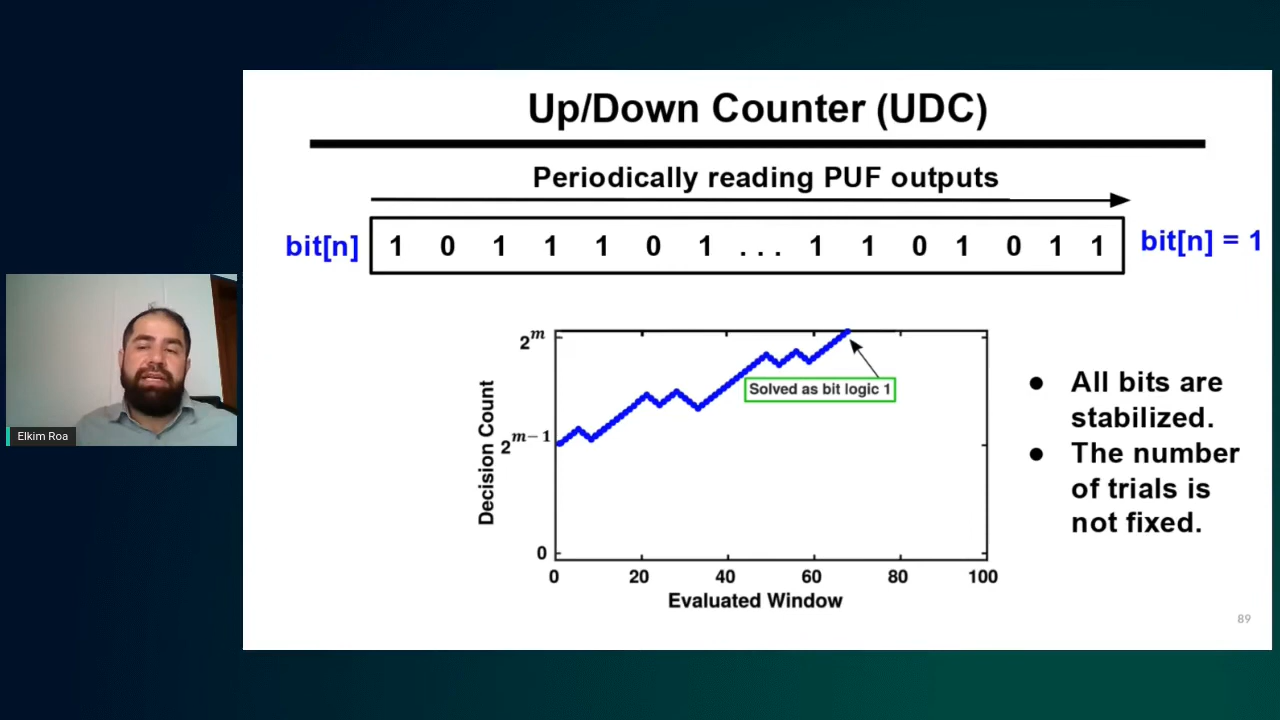 Up/Down Counter (UDC)
Periodically reading PUF outputs
bit[n] 1 0 1 1 1 0 1 . . . 1 1 0 1 0 1 1 bit[n] = 1
2^m
Solved as bit logic 1
2^{m-1}
Decision Count
0
0 20 40 60 80 100
Evaluated Window
● All bits are
stabilized.
● The number
of trials is
not fixed.
Elkim Roa
89